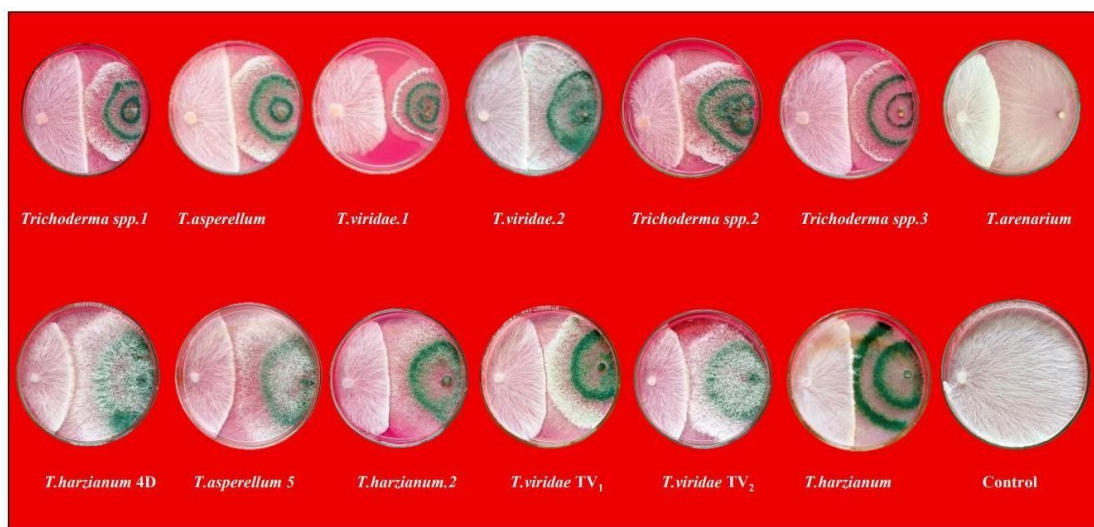 Trichoderma spp.1 T.asperellum T.viridae.1 T.viridae.2 Trichoderma spp.2 Trichoderma spp.3 T.arenarium
T.harzianum 4D T.asperellum 5 T.harzianum.2 T.viridae TV₁ T.viridae TV₂ T.harzianum Control